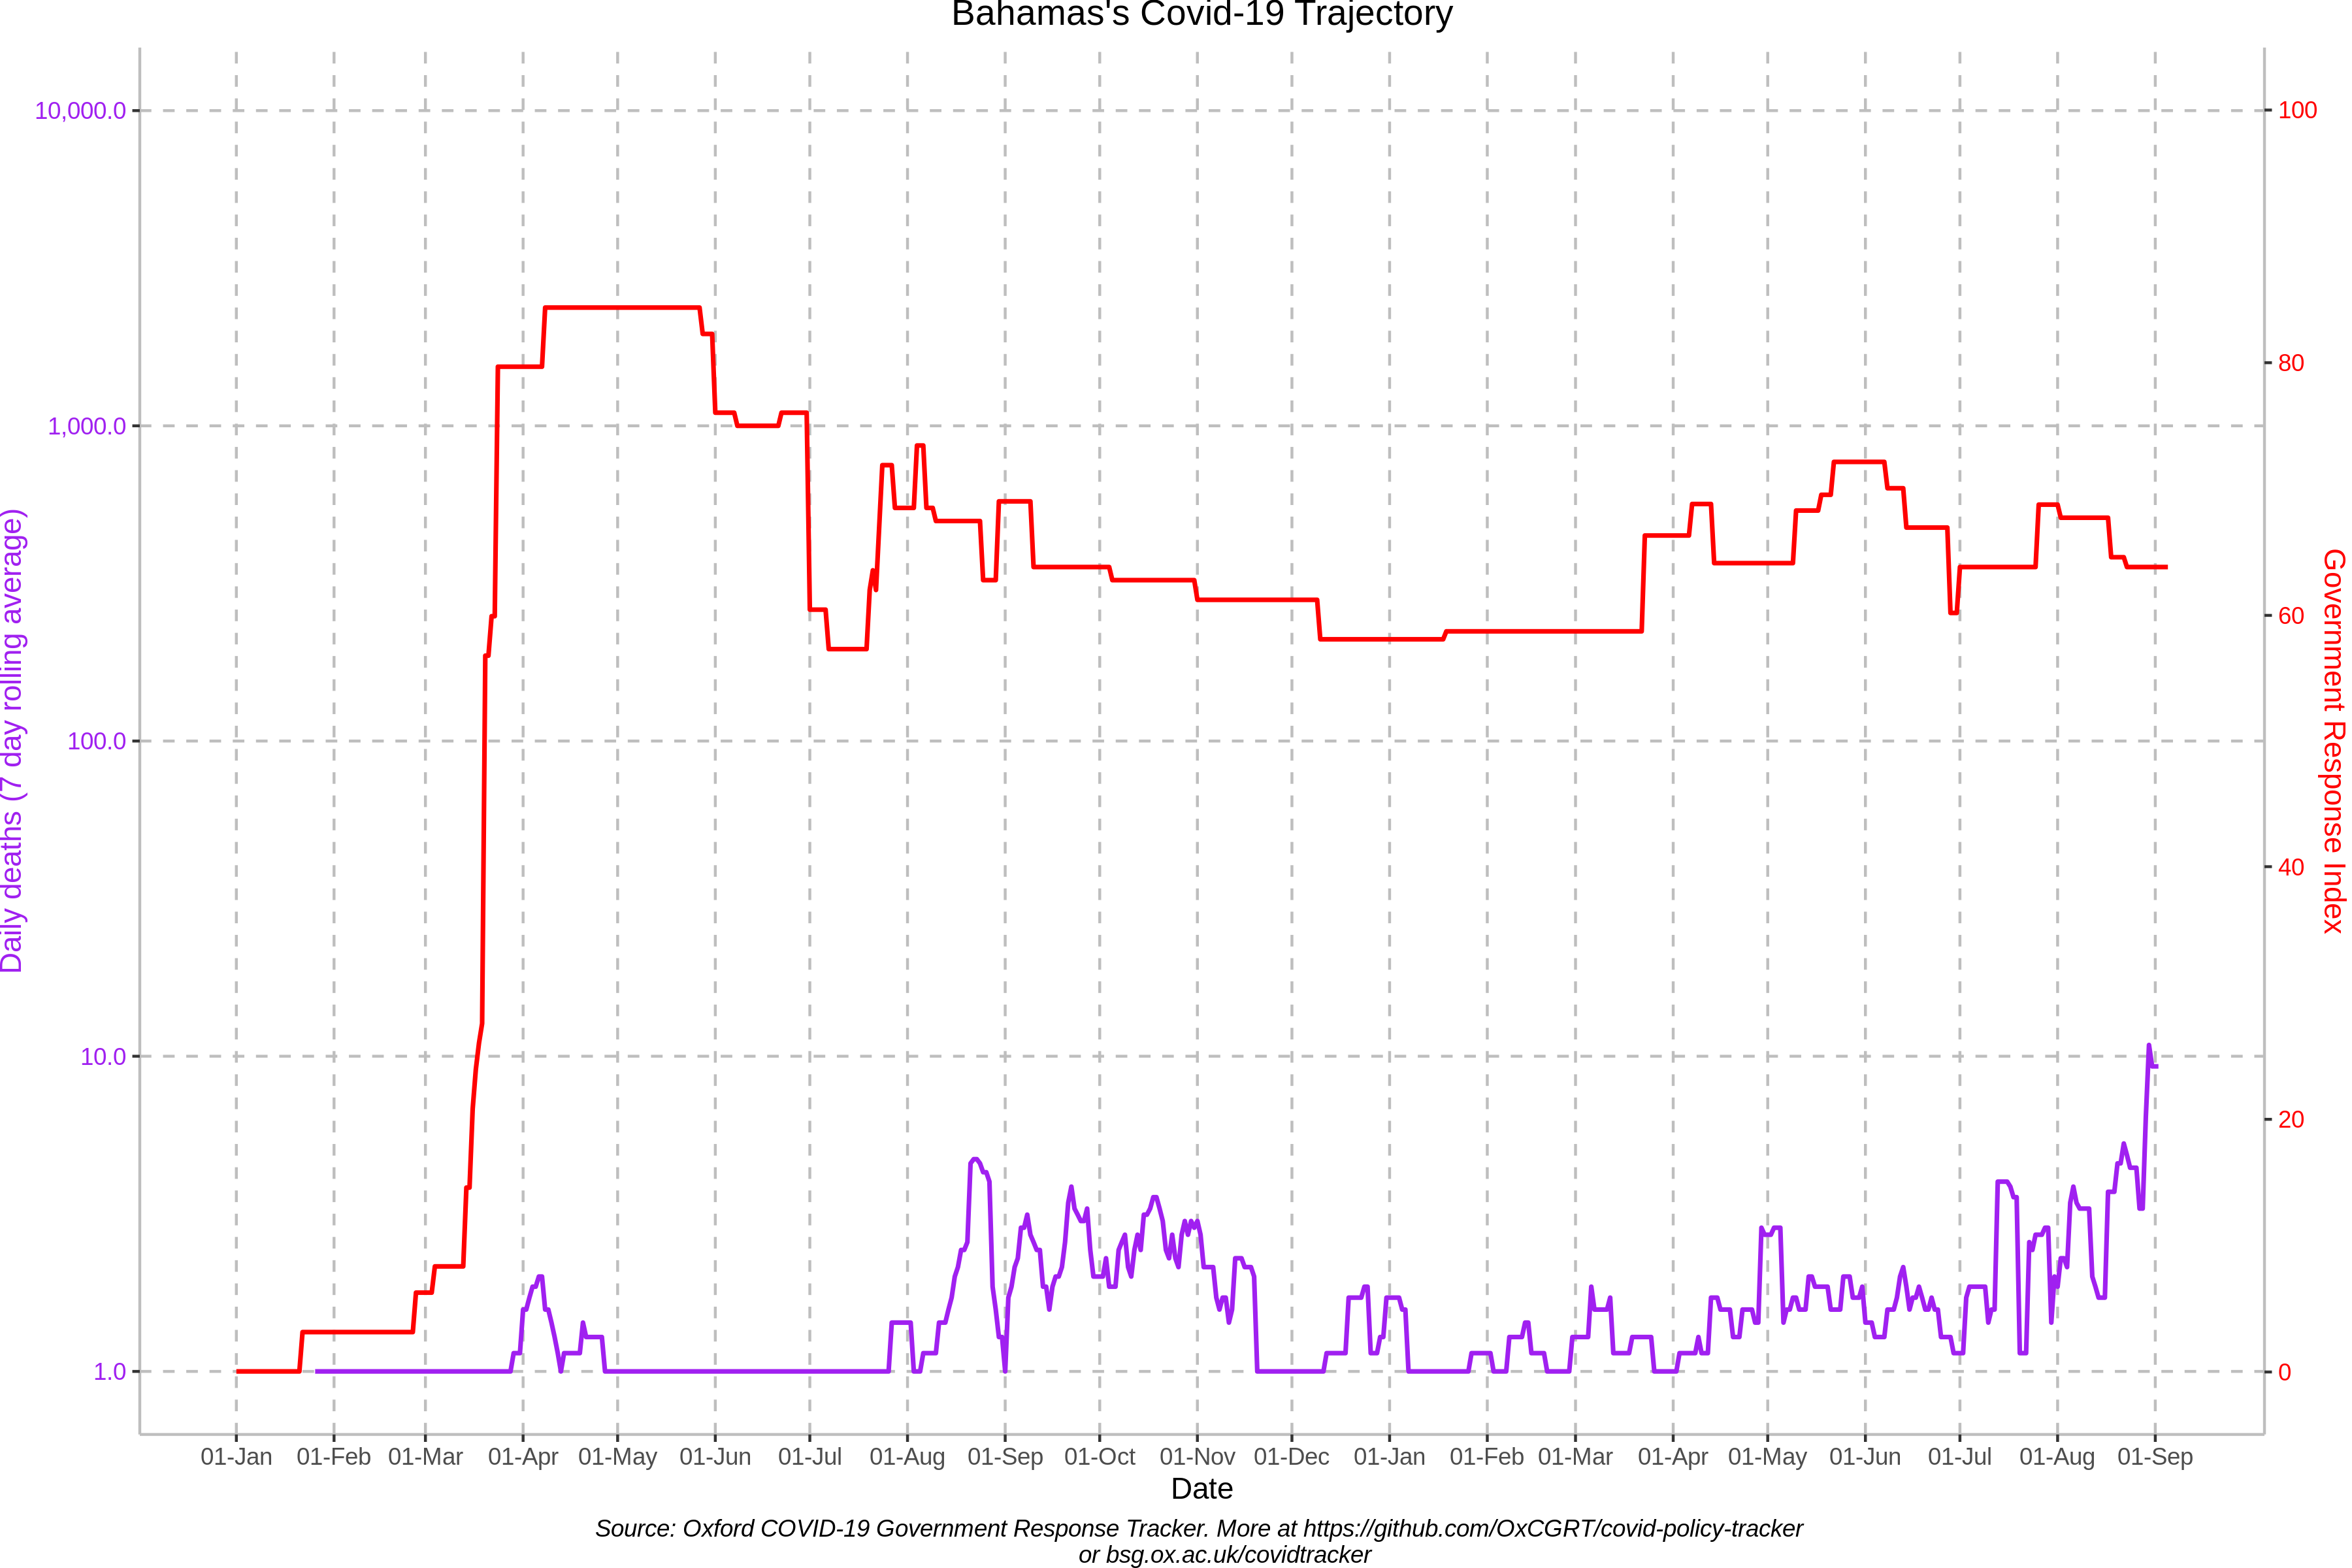 Bahamas's Covid-19 Trajectory
10,000.0
1,000.0
100.0
10.0
1.0
Daily deaths (7 day rolling average)
100
80
60
40
20
0
Government Response Index
01-Jan 01-Feb 01-Mar 01-Apr 01-May 01-Jun 01-Jul 01-Aug 01-Sep 01-Oct 01-Nov 01-Dec 01-Jan 01-Feb 01-Mar 01-Apr 01-May 01-Jun 01-Jul 01-Aug 01-Sep
Date
Source: Oxford COVID-19 Government Response Tracker. More at https://github.com/OxCGRT/covid-policy-tracker
or bsg.ox.ac.uk/covidtracker